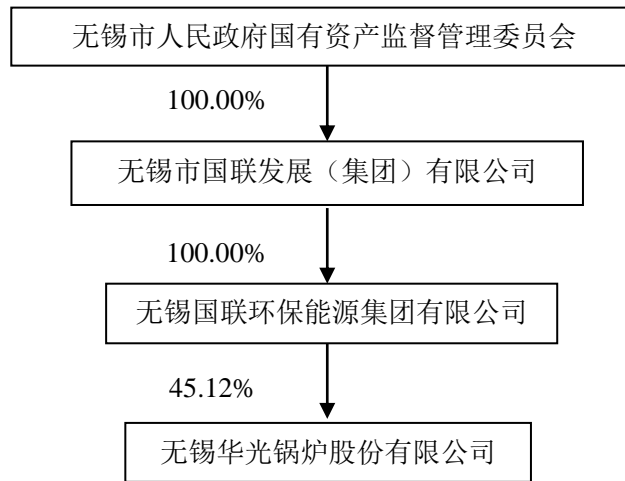 无锡市人民政府国有资产监督管理委员会
100.00%
无锡市国联发展（集团）有限公司
100.00%
无锡国联环保能源集团有限公司
45.12%
无锡华光锅炉股份有限公司